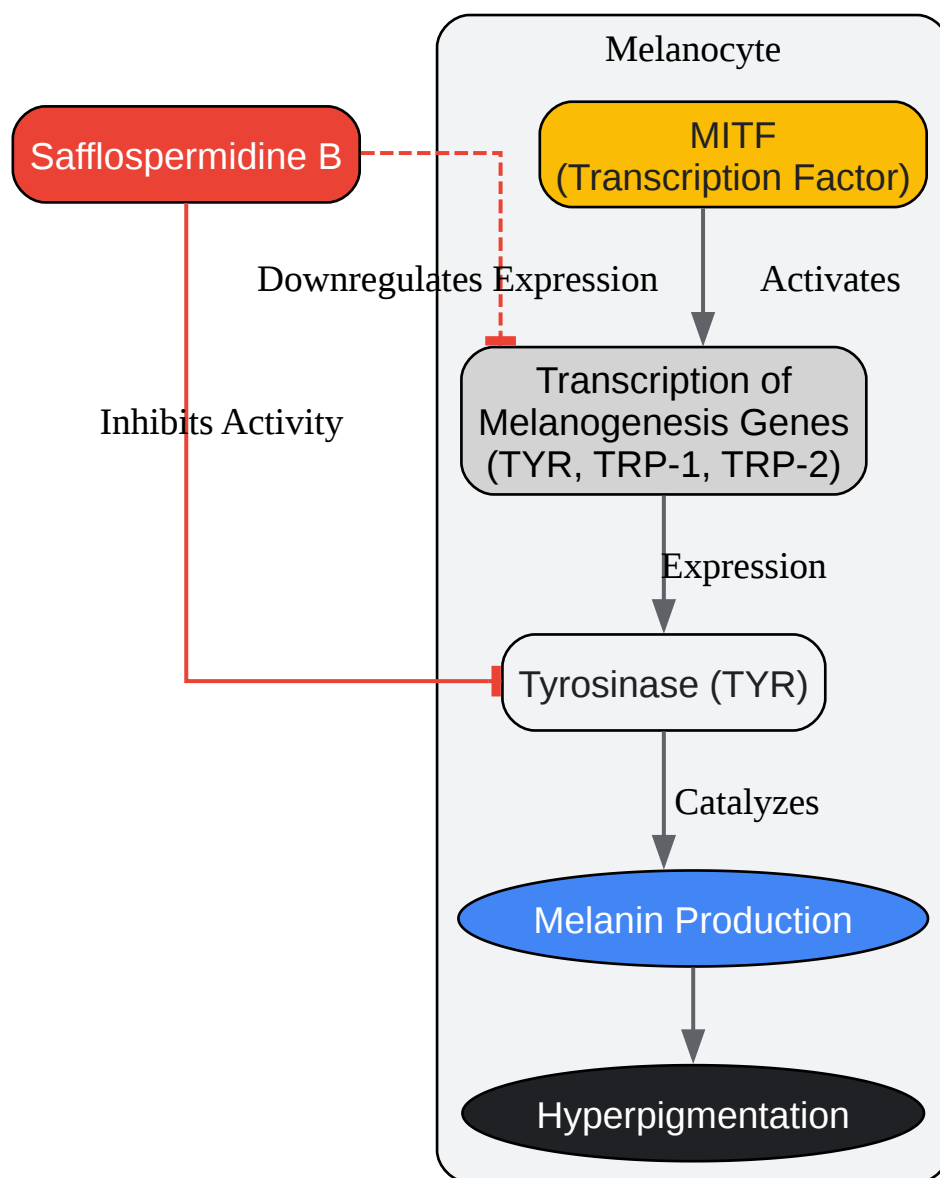 Melanocyte
Safflospermidine B
MITF
(Transcription Factor)
Downregulates Expression
Activates
Transcription of
Melanogenesis Genes
(TYR, TRP-1, TRP-2)
Inhibits Activity
Expression
Tyrosinase (TYR)
Catalyzes
Melanin Production
Hyperpigmentation